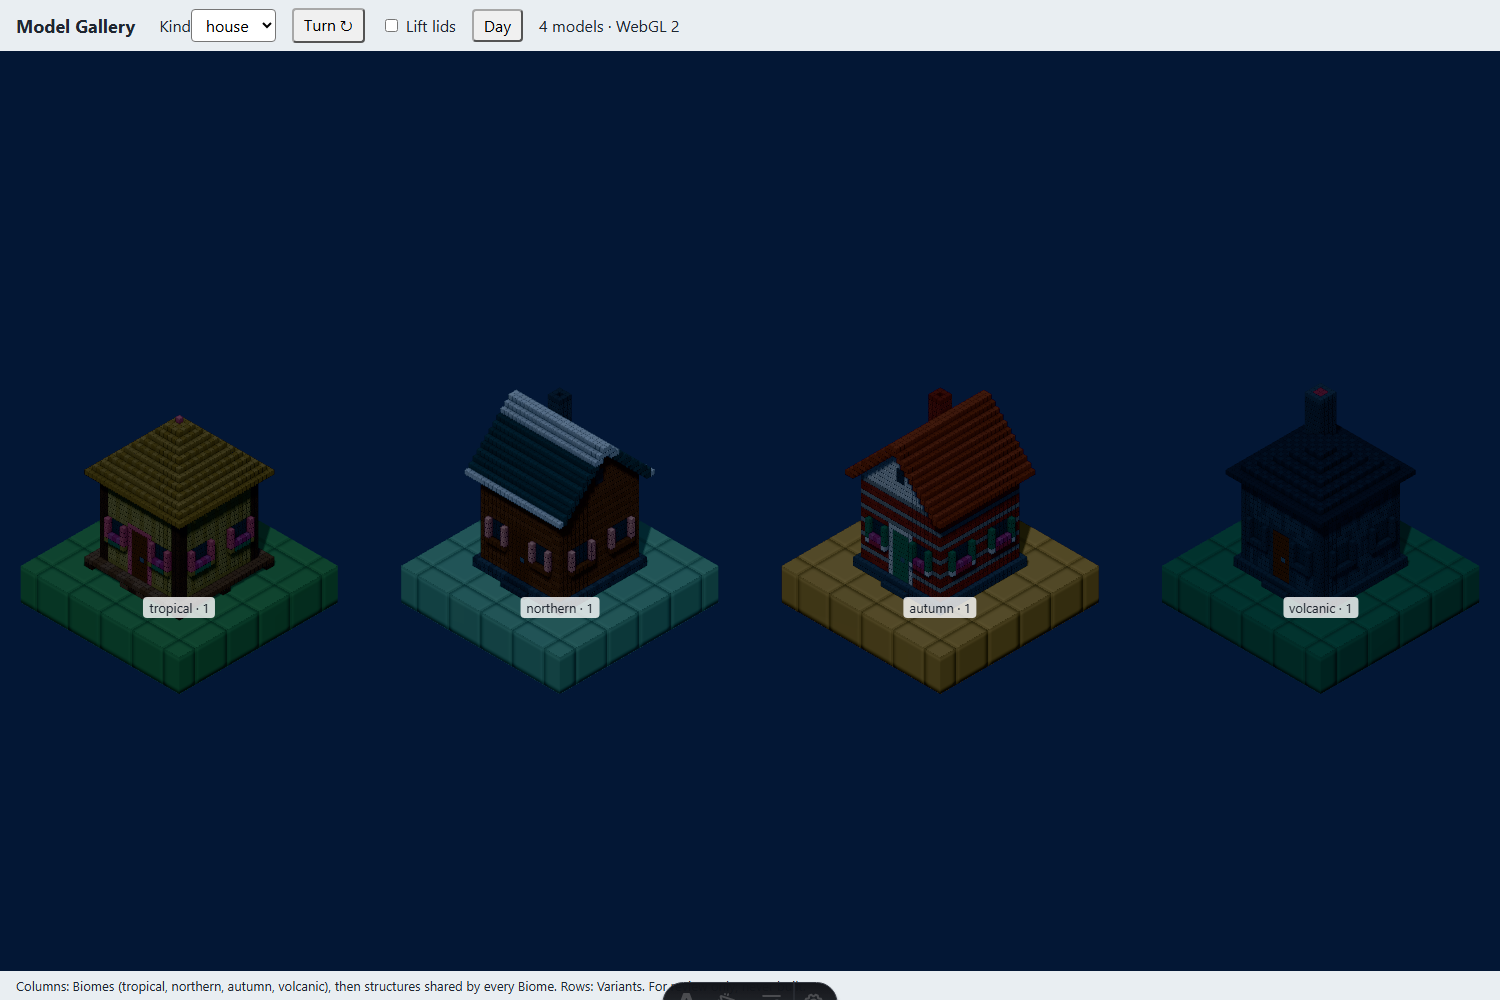 Model Gallery Kind house Turn ↻ Lift lids Day 4 models · WebGL 2
tropical · 1
northern · 1
autumn · 1
volcanic · 1
Columns: Biomes (tropical, northern, autumn, volcanic), then structures shared by every Biome. Rows: Variants. For